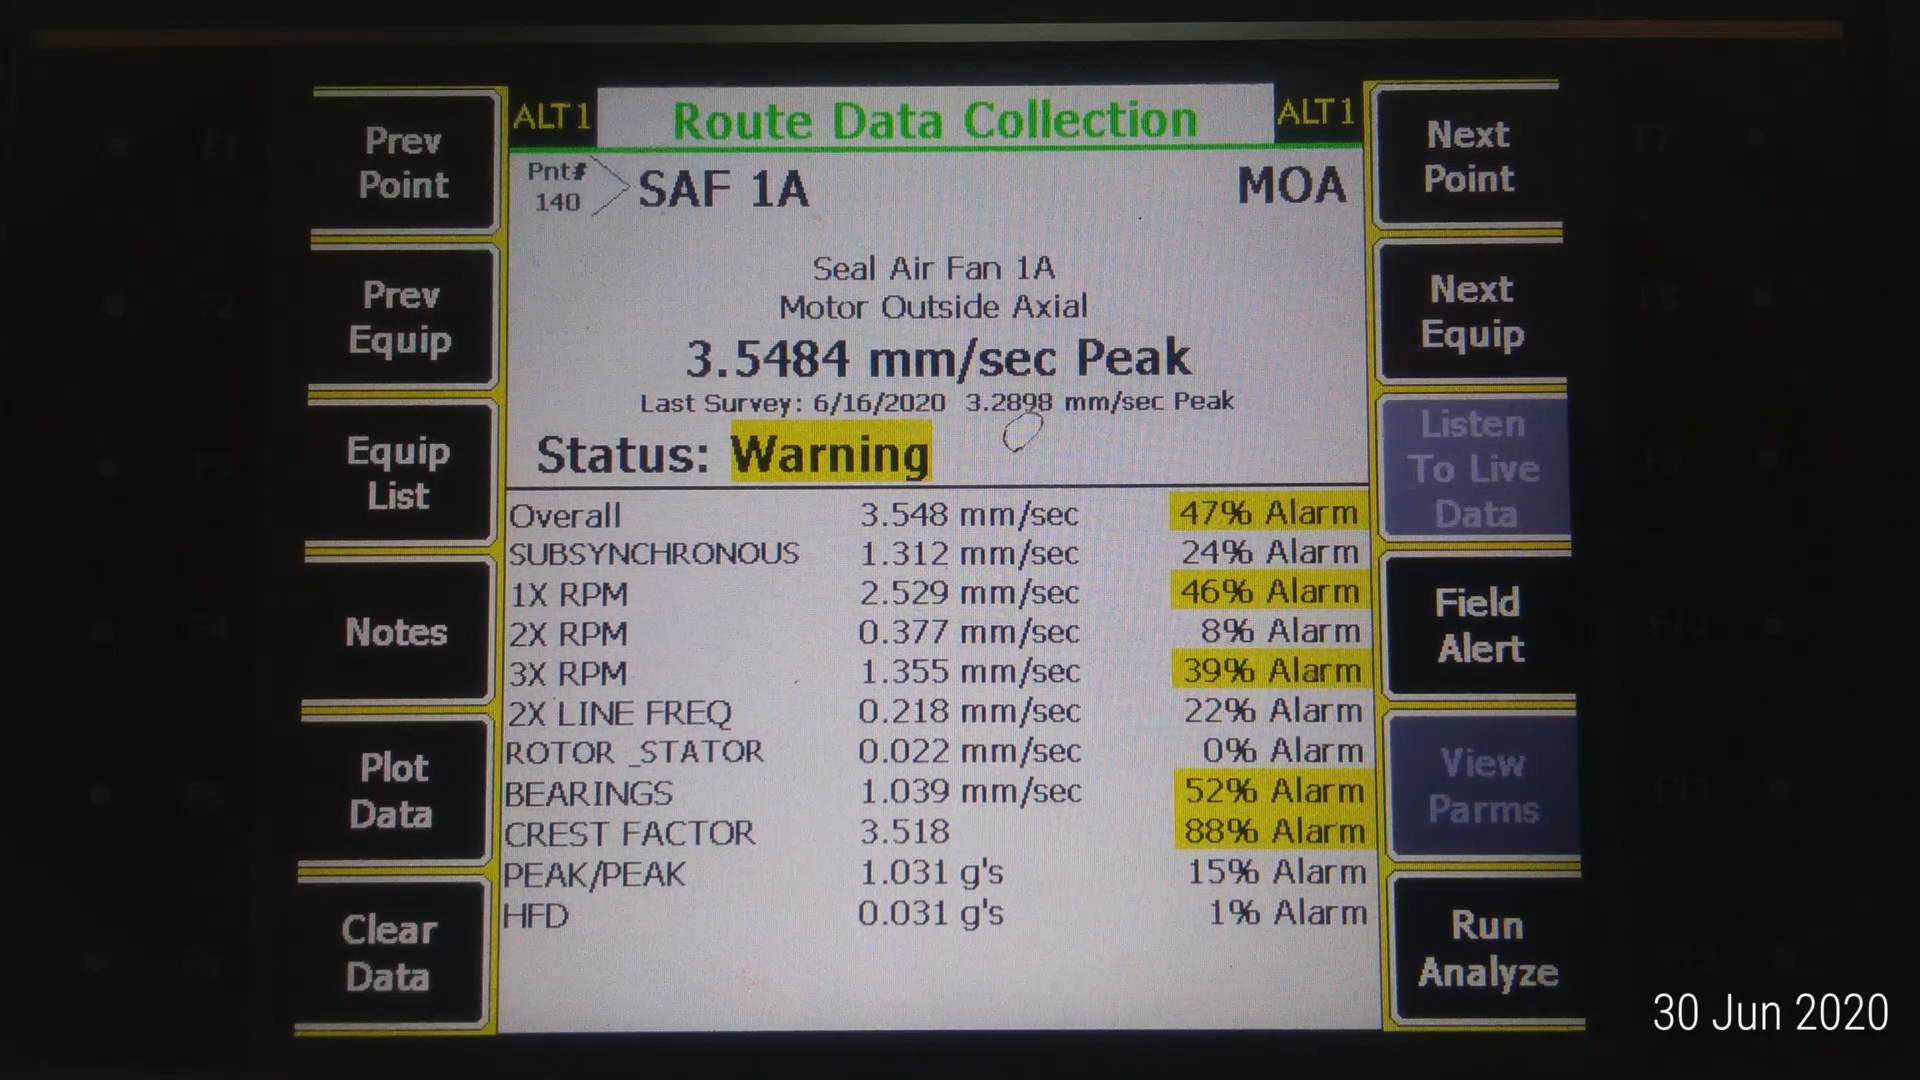 ALT1 Route Data Collection ALT1
Pnt# 140 SAF 1A MOA
Seal Air Fan 1A
Motor Outside Axial
3.5484 mm/sec Peak
Last Survey: 6/16/2020 3.2898 mm/sec Peak
Status: Warning
Overall 3.548 mm/sec 47% Alarm
SUBSYNCHRONOUS 1.312 mm/sec 24% Alarm
1X RPM 2.529 mm/sec 46% Alarm
2X RPM 0.377 mm/sec 8% Alarm
3X RPM 1.355 mm/sec 39% Alarm
2X LINE FREQ 0.218 mm/sec 22% Alarm
ROTOR _STATOR 0.022 mm/sec 0% Alarm
BEARINGS 1.039 mm/sec 52% Alarm
CREST FACTOR 3.518 88% Alarm
PEAK/PEAK 1.031 g's 15% Alarm
HFD 0.031 g's 1% Alarm
Prev
Point
Prev
Equip
Equip
List
Notes
Plot
Data
Clear
Data
Next
Point
Next
Equip
Listen
To Live
Data
Field
Alert
View
Parms
Run
Analyze
30 Jun 2020